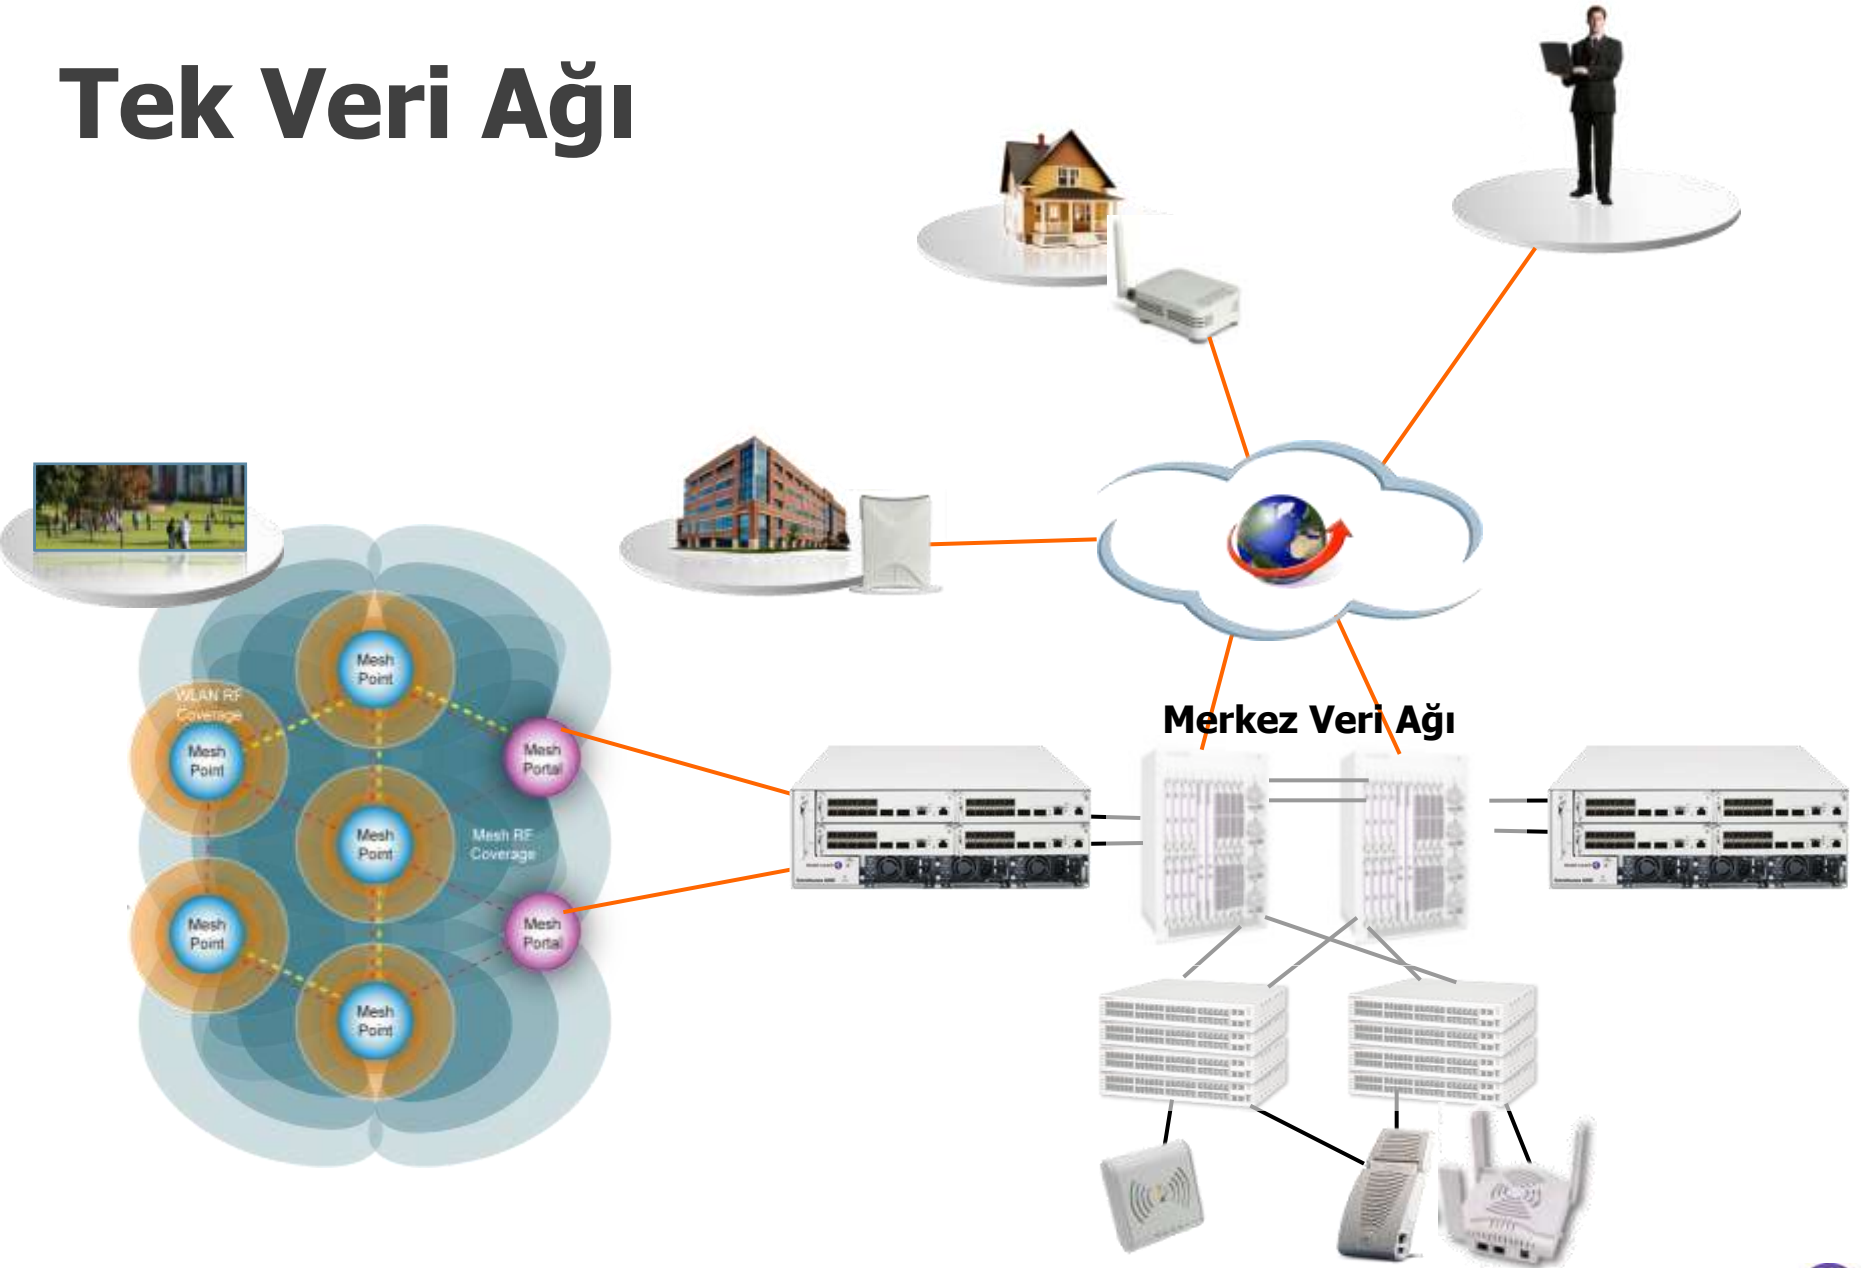 Tek Veri Ağı
Mesh
Point
WLAN RF
Coverage
Mesh
Point
Mesh
Portal
Merkez Veri Ağı
Mesh
Point
Mesh RF
Coverage
Mesh
Point
Mesh
Portal
Mesh
Point